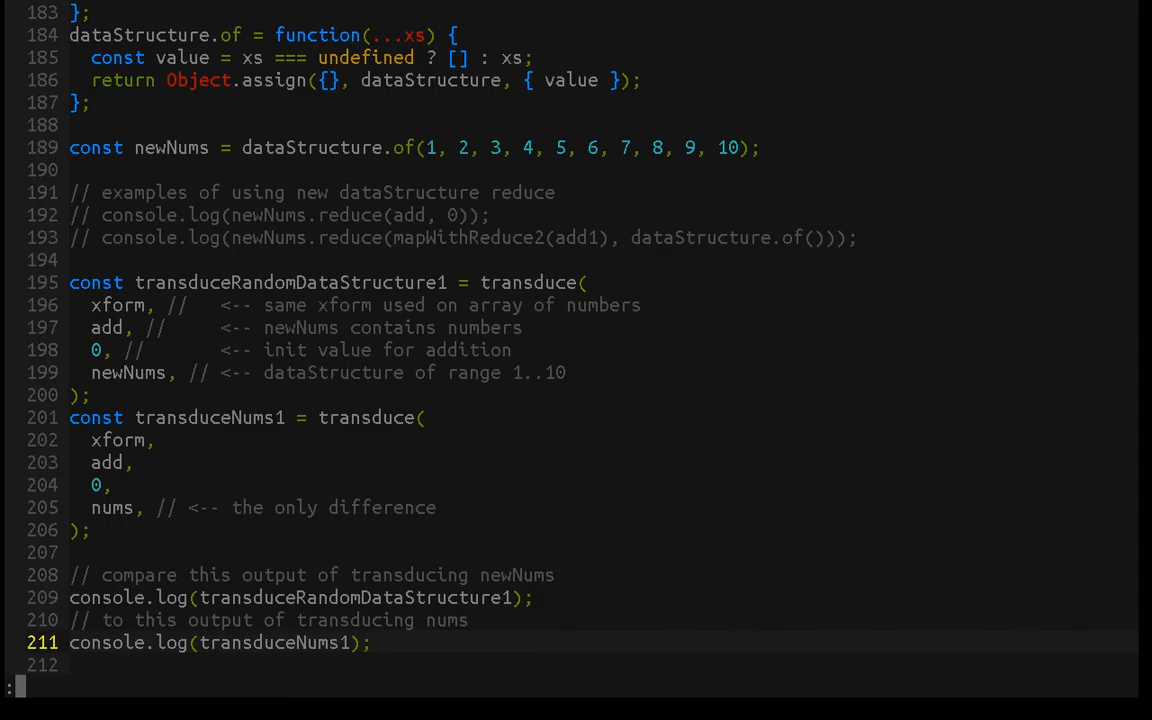 183 };
184 dataStructure.of = function(...xs) {
185   const value = xs === undefined ? [] : xs;
186   return Object.assign({}, dataStructure, { value });
187 };
188
189 const newNums = dataStructure.of(1, 2, 3, 4, 5, 6, 7, 8, 9, 10);
190
191 // examples of using new dataStructure reduce
192 // console.log(newNums.reduce(add, 0));
193 // console.log(newNums.reduce(mapWithReduce2(add1), dataStructure.of()));
194
195 const transduceRandomDataStructure1 = transduce(
196   xform, //   <-- same xform used on array of numbers
197   add, //     <-- newNums contains numbers
198   0, //       <-- init value for addition
199   newNums, // <-- dataStructure of range 1..10
200 );
201 const transduceNums1 = transduce(
202   xform,
203   add,
204   0,
205   nums, // <-- the only difference
206 );
207
208 // compare this output of transducing newNums
209 console.log(transduceRandomDataStructure1);
210 // to this output of transducing nums
211 console.log(transduceNums1);
212
: